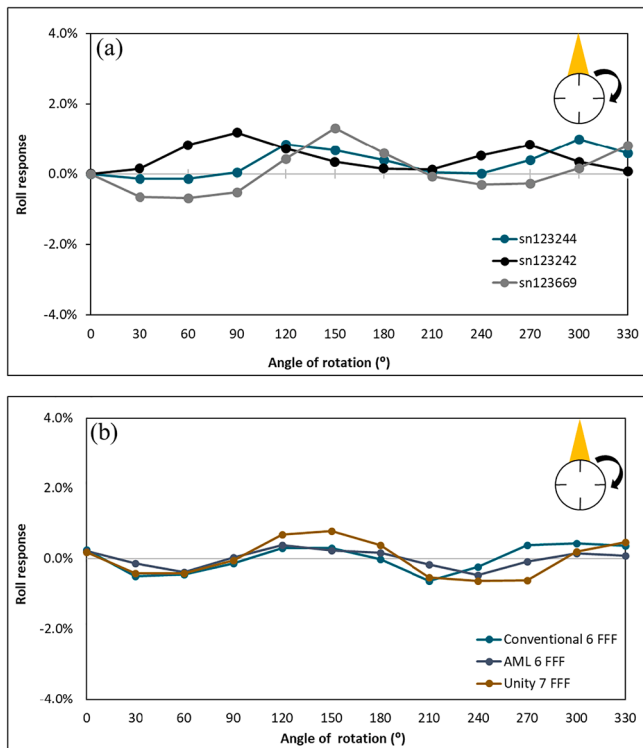 (a)
4.0%
2.0%
0.0%
-2.0%
-4.0%
Roll response
sn123244
sn123242
sn123669
0 30 60 90 120 150 180 210 240 270 300 330
Angle of rotation (º)
(b)
4.0%
2.0%
0.0%
-2.0%
-4.0%
Roll response
Conventional 6 FFF
AML 6 FFF
Unity 7 FFF
0 30 60 90 120 150 180 210 240 270 300 330
Angle of rotation (°)